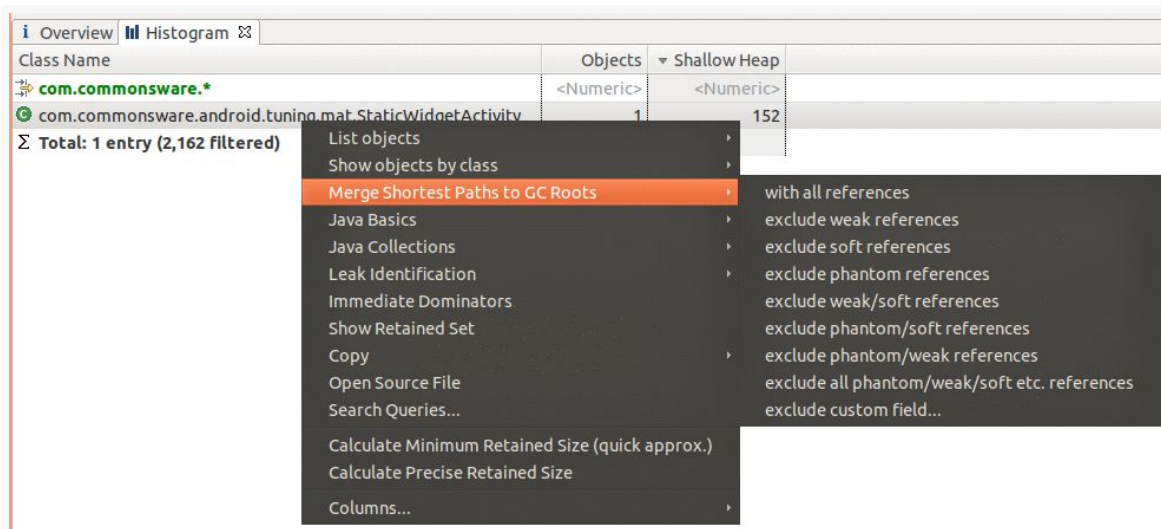 i Overview Histogram
Class Name Objects Shallow Heap
com.commonsware.* <Numeric> <Numeric>
com.commonsware.android.tuning.mat.StaticWidgetActivity 1 152
Σ Total: 1 entry (2,162 filtered)
List objects
Show objects by class
Merge Shortest Paths to GC Roots
Java Basics
Java Collections
Leak Identification
Immediate Dominators
Show Retained Set
Copy
Open Source File
Search Queries...
Calculate Minimum Retained Size (quick approx.)
Calculate Precise Retained Size
Columns...
with all references
exclude weak references
exclude soft references
exclude phantom references
exclude weak/soft references
exclude phantom/soft references
exclude phantom/weak references
exclude all phantom/weak/soft etc. references
exclude custom field...